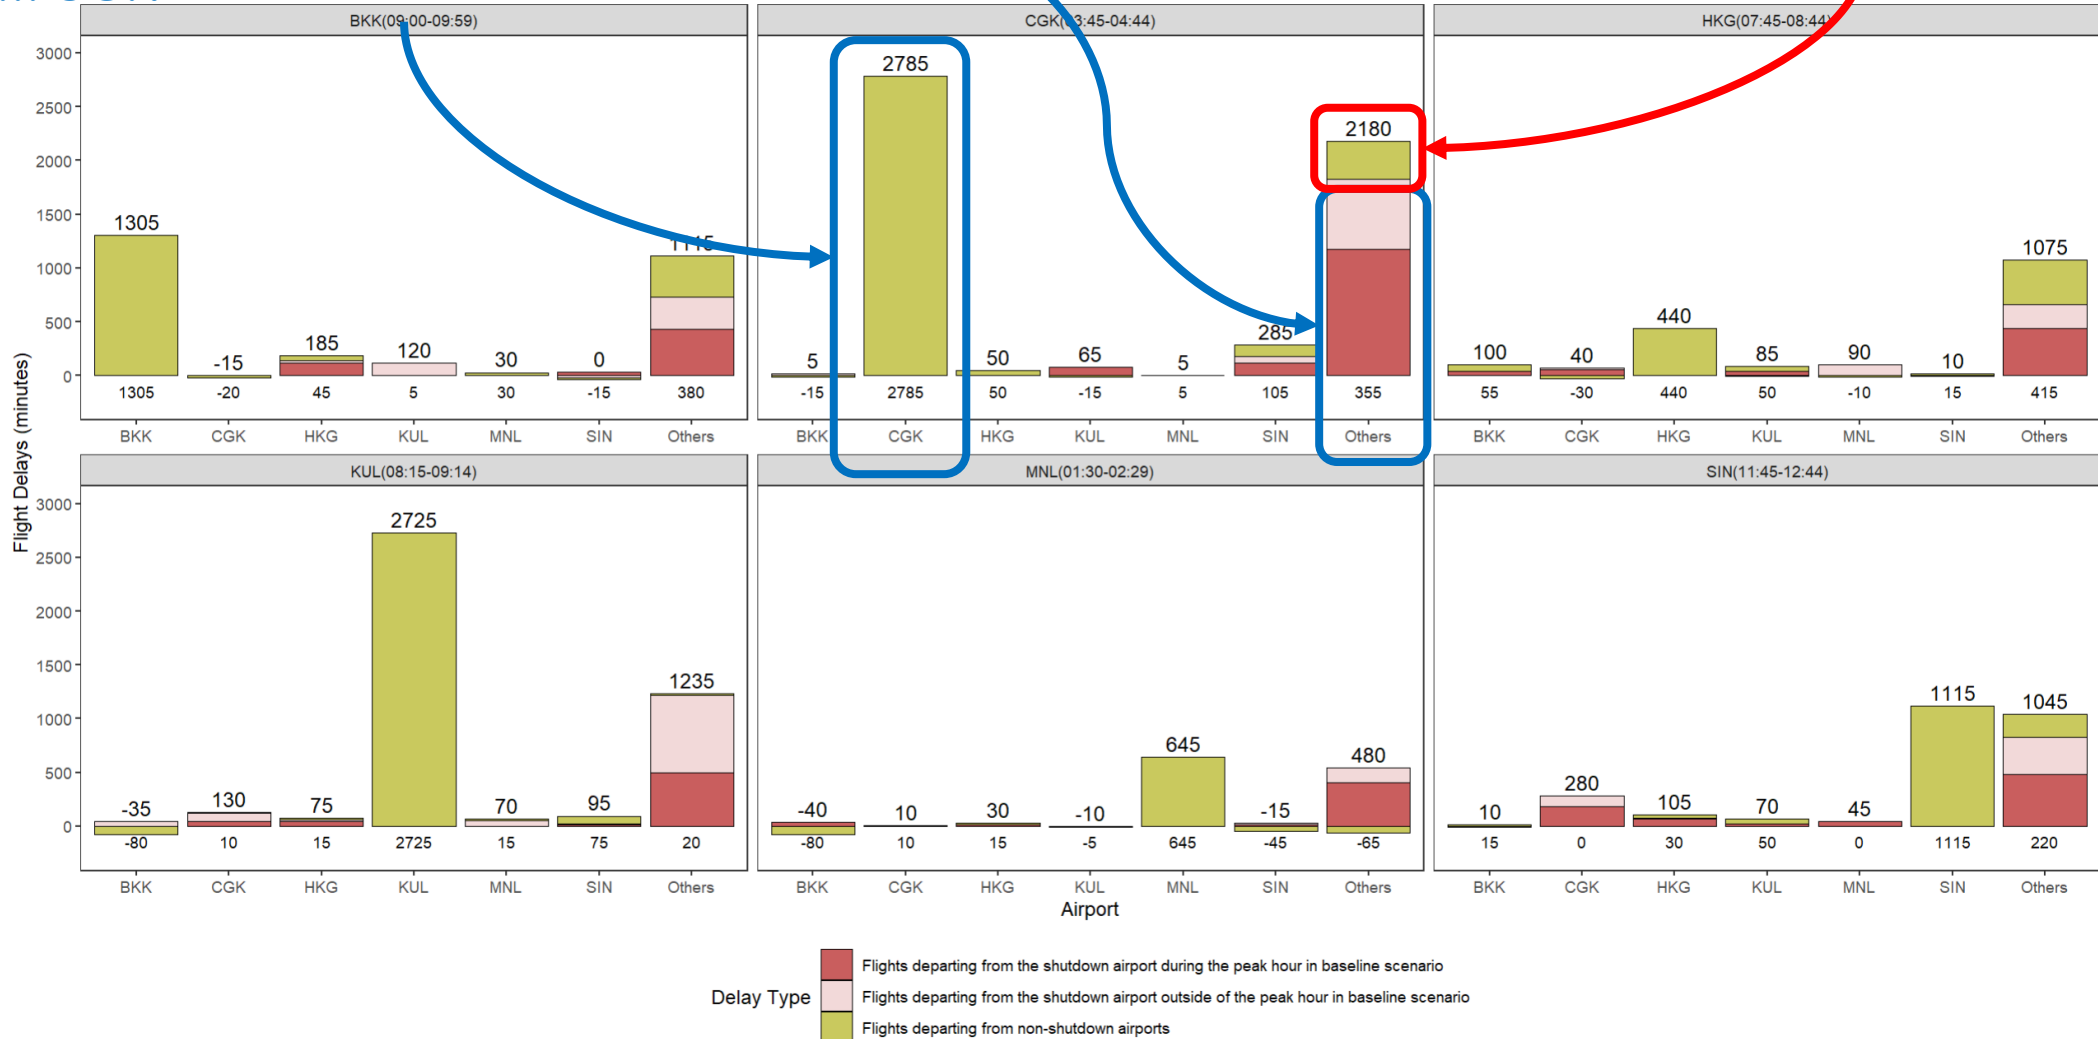 BKK(09:00-09:59)
CGK(03:45-04:44)
HKG(07:45-08:44)
Flight Delays (minutes)
3000
2500
2000
1500
1000
500
0
1305
-15
185
120
30
0
1115
1305
-20
45
5
30
-15
380
BKK
CGK
HKG
KUL
MNL
SIN
Others
5
2785
50
65
5
285
2180
-15
2785
50
-15
5
105
355
BKK
CGK
HKG
KUL
MNL
SIN
Others
100
40
440
85
90
10
1075
55
-30
440
50
-10
15
415
BKK
CGK
HKG
KUL
MNL
SIN
Others
KUL(08:15-09:14)
MNL(01:30-02:29)
SIN(11:45-12:44)
3000
2500
2000
1500
1000
500
0
-35
130
75
2725
70
95
1235
-80
10
15
2725
15
75
20
BKK
CGK
HKG
KUL
MNL
SIN
Others
-40
10
30
-10
645
-15
480
-80
10
15
-5
645
-45
-65
BKK
CGK
HKG
KUL
MNL
SIN
Others
10
280
105
70
45
1115
1045
15
0
30
50
0
1115
220
BKK
CGK
HKG
KUL
MNL
SIN
Others
Airport
Delay Type
Flights departing from the shutdown airport during the peak hour in baseline scenario
Flights departing from the shutdown airport outside of the peak hour in baseline scenario
Flights departing from non-shutdown airports